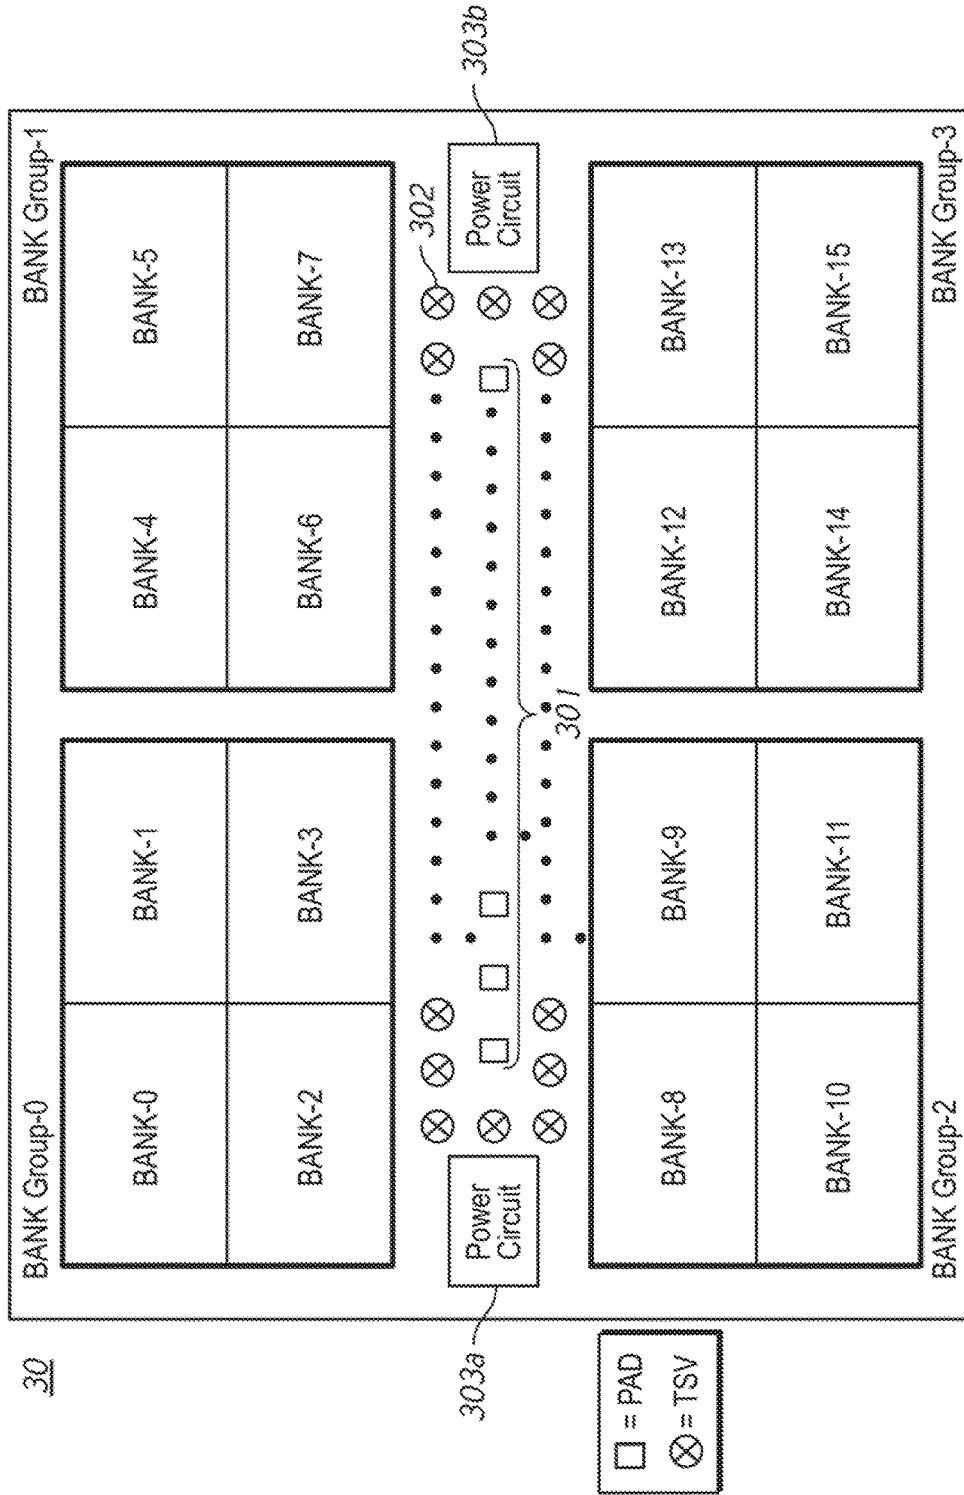 30
BANK Group-0
BANK Group-1
BANK-0
BANK-1
BANK-4
BANK-5
BANK-2
BANK-3
BANK-6
BANK-7
302
303a
Power
Circuit
Power
Circuit
303b
301
BANK-8
BANK-9
BANK-12
BANK-13
BANK-10
BANK-11
BANK-14
BANK-15
BANK Group-2
BANK Group-3
= PAD
= TSV